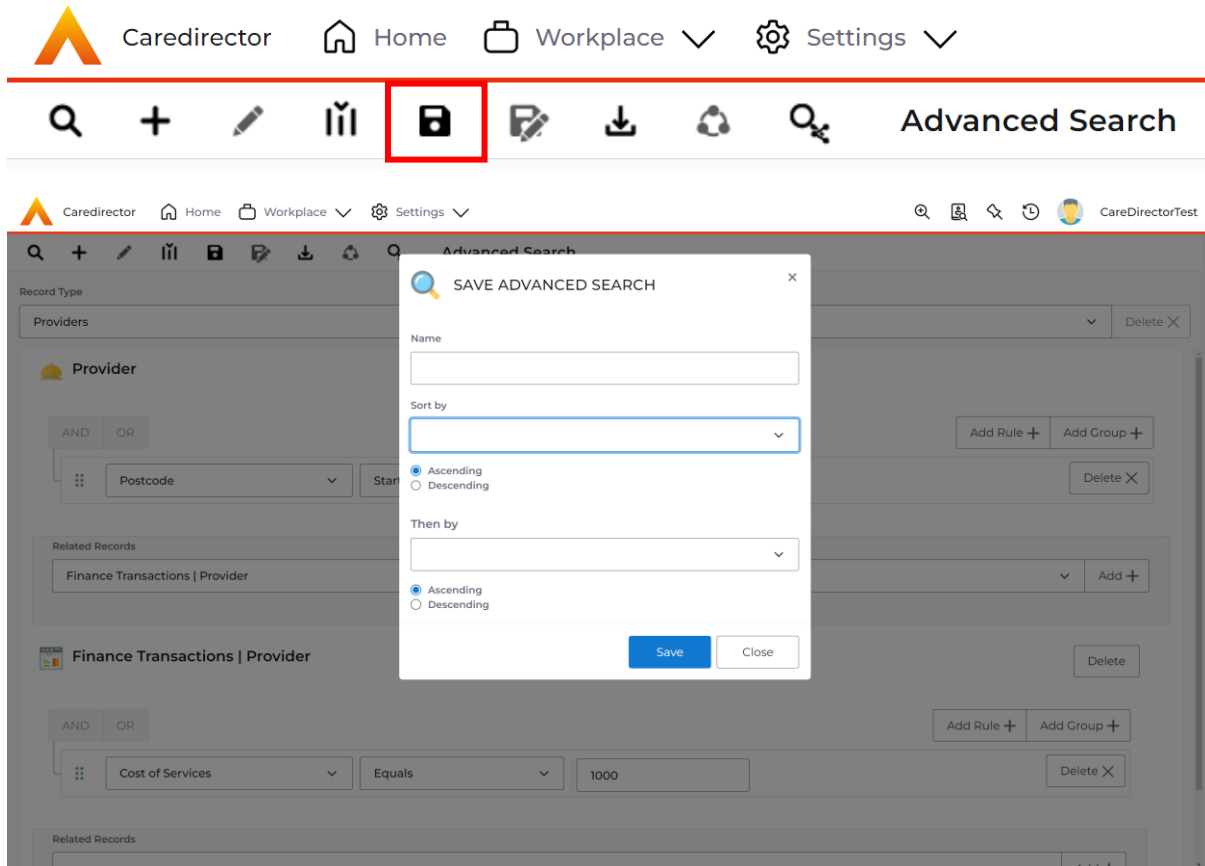 Caredirector Home Workplace Settings
Advanced Search
Caredirector Home Workplace Settings CareDirectorTest
Advanced Search
SAVE ADVANCED SEARCH
Record Type
Providers Delete
Name
Provider
Sort by
AND OR Add Rule Add Group
Ascending
Postcode Start Delete
Descending
Then by
Related Records
Finance Transactions | Provider Add
Ascending
Descending
Save Close
Finance Transactions | Provider Delete
AND OR Add Rule Add Group
Cost of Services Equals 1000 Delete
Related Records